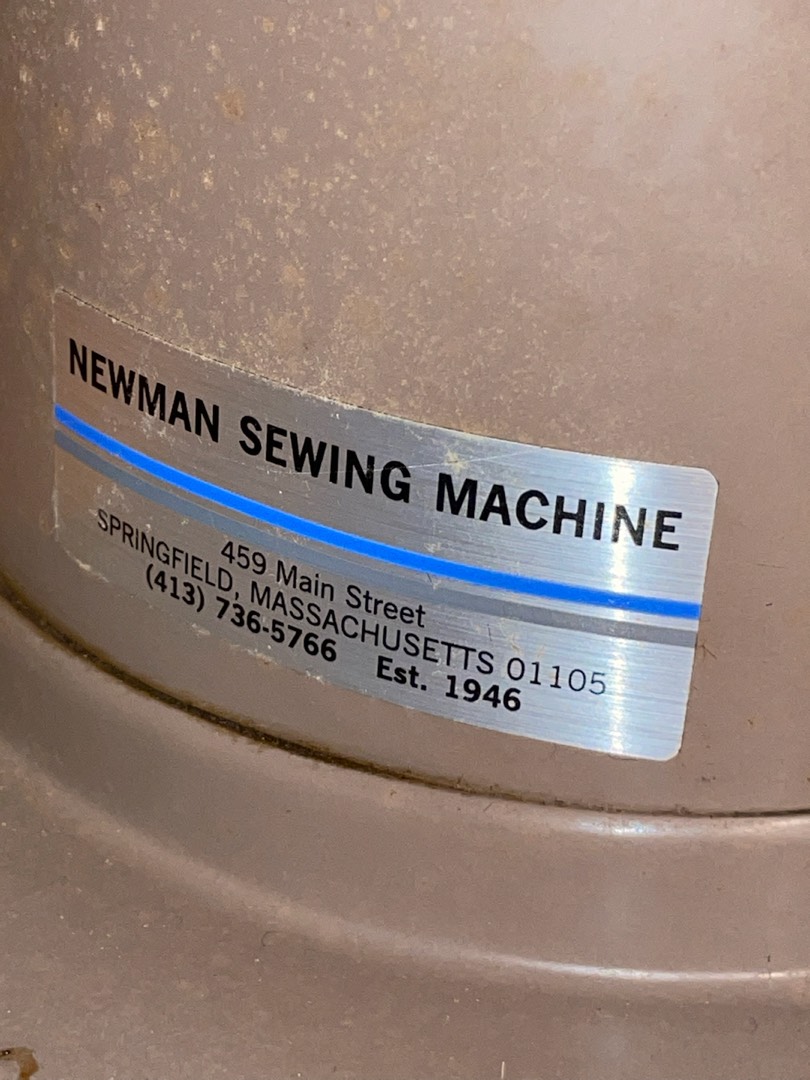 NEWMAN SEWING MACHINE
459 Main Street
SPRINGFIELD, MASSACHUSETTS 01105
(413) 736-5766 Est. 1946